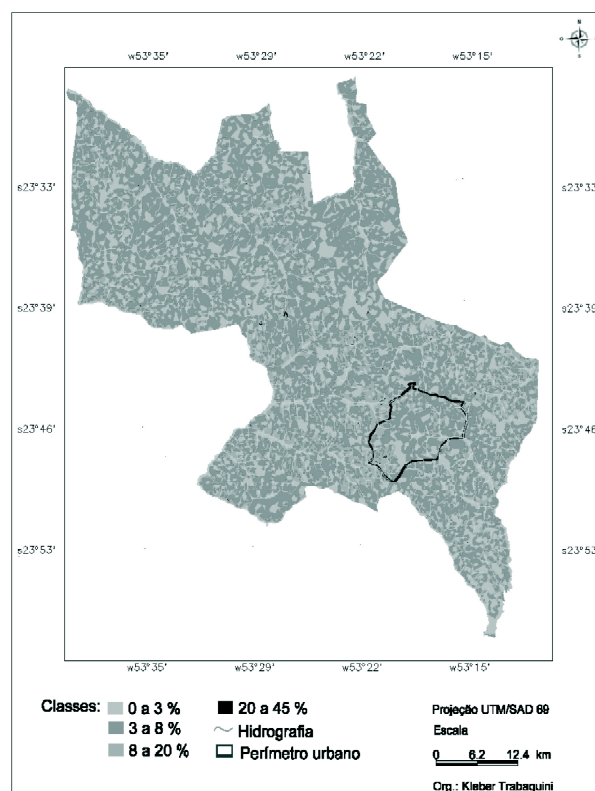 N
O
S
w53°35' w53°29' w53°22' w53°15'
s23°33' s23°33'
s23°39' s23°39'
s23°46' s23°46'
s23°53' s23°53'
w53°35' w53°29' w53°22' w53°15'
Classes:
0 a 3 %
3 a 8 %
8 a 20 %
20 a 45 %
Hidrografia
Perímetro urbano
Projeção UTM/SAD 69
Escala
0 6.2 12.4 km
Org.: Kleber Trabaquini